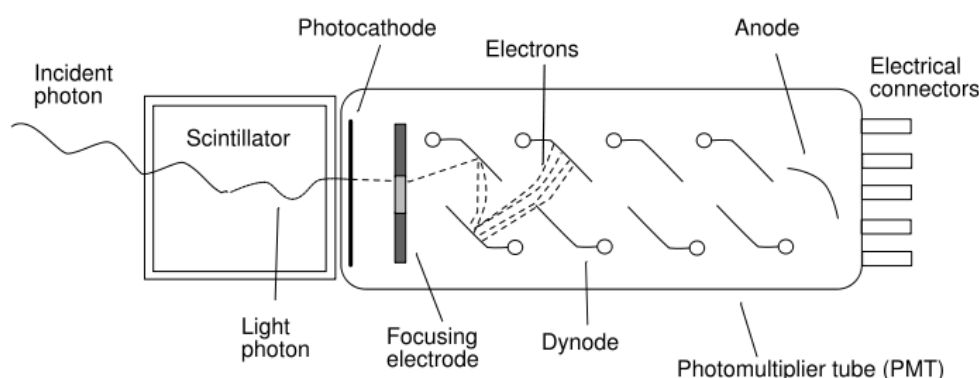 Photocathode
Anode
Electrons
Incident
photon
Electrical
connectors
Scintillator
Light
photon
Focusing
electrode
Dynode
Photomultiplier tube (PMT)